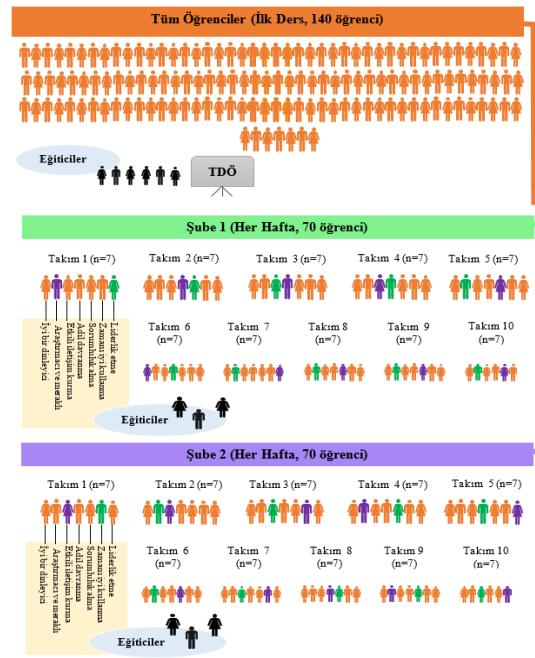 Tüm Öğrenciler (İlk Ders, 140 öğrenci)
Eğiticiler
TDÖ
Şube 1 (Her Hafta, 70 öğrenci)
Takım 1 (n=7)
Takım 2 (n=7)
Takım 3 (n=7)
Takım 4 (n=7)
Takım 5 (n=7)
İyi bir dinleyici
Araştırmacı ve meraklı
Etkili iletişim kurma
Adil davranma
Sorumluluk alma
Zamanı iyi kullanma
Liderlik etme
Takım 6
(n=7)
Takım 7
(n=7)
Takım 8
(n=7)
Takım 9
(n=7)
Takım 10
(n=7)
Eğiticiler
Şube 2 (Her Hafta, 70 öğrenci)
Takım 1 (n=7)
Takım 2 (n=7)
Takım 3 (n=7)
Takım 4 (n=7)
Takım 5 (n=7)
İyi bir dinleyici
Araştırmacı ve meraklı
Etkili iletişim kurma
Adil davranma
Sorumluluk alma
Zamanı iyi kullanma
Liderlik etme
Takım 6
(n=7)
Takım 7
(n=7)
Takım 8
(n=7)
Takım 9
(n=7)
Takım 10
(n=7)
Eğiticiler